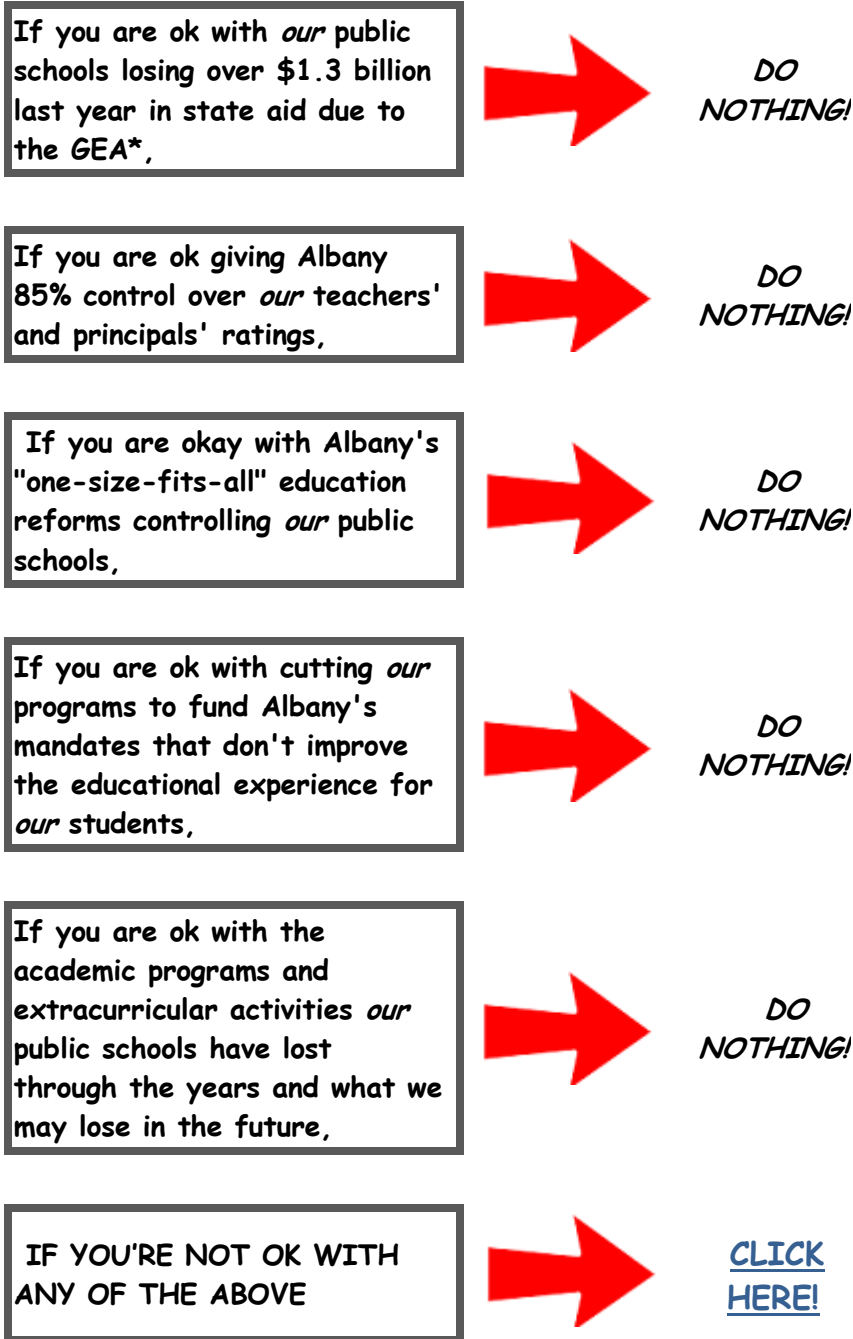 If you are ok with our public
schools losing over $1.3 billion
last year in state aid due to
the GEA*,
DO
NOTHING!
If you are ok giving Albany
85% control over our teachers'
and principals' ratings,
DO
NOTHING!
If you are okay with Albany's
"one-size-fits-all" education
reforms controlling our public
schools,
DO
NOTHING!
If you are ok with cutting our
programs to fund Albany's
mandates that don't improve
the educational experience for
our students,
DO
NOTHING!
If you are ok with the
academic programs and
extracurricular activities our
public schools have lost
through the years and what we
may lose in the future,
DO
NOTHING!
IF YOU’RE NOT OK WITH
ANY OF THE ABOVE
CLICK
HERE!